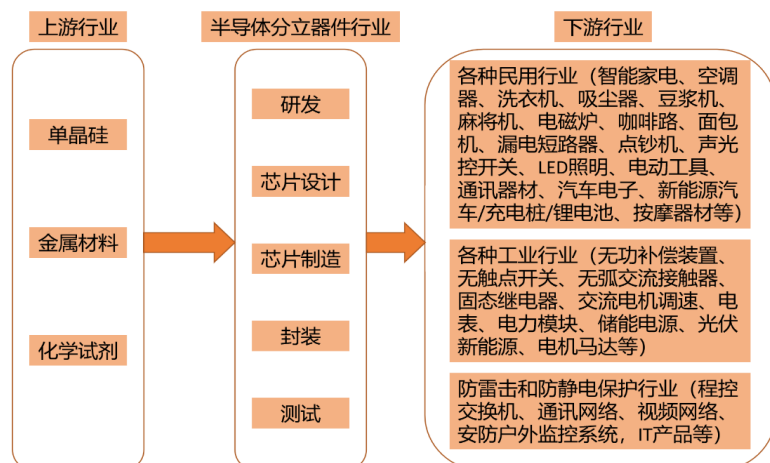 上游行业
单晶硅
金属材料
化学试剂
半导体分立器件行业
研发
芯片设计
芯片制造
封装
测试
下游行业
各种民用行业（智能家电、空调
器、洗衣机、吸尘器、豆浆机、
麻将机、电磁炉、咖啡路、面包
机、漏电短路器、点钞机、声光
控开关、LED照明、电动工具、
通讯器材、汽车电子、新能源汽
车/充电桩/锂电池、按摩器材等）
各种工业行业（无功补偿装置、
无触点开关、无弧交流接触器、
固态继电器、交流电机调速、电
表、电力模块、储能电源、光伏
新能源、电机马达等）
防雷击和防静电保护行业（程控
交换机、通讯网络、视频网络、
安防户外监控系统，IT产品等）